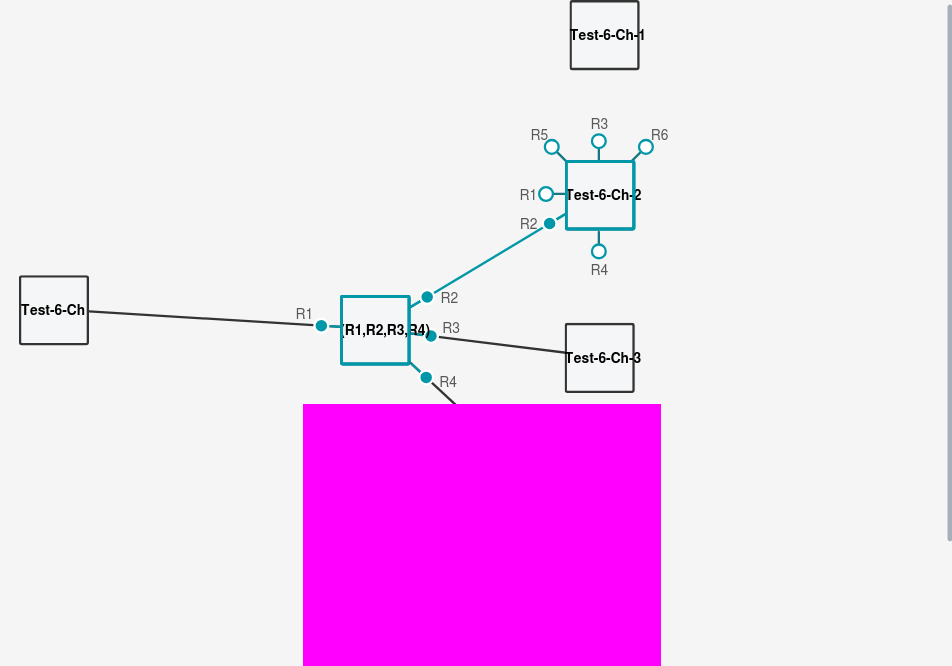 Test-6-Ch-1
R5
R3
R6
R1
Test-6-Ch-2
R2
R4
Test-6-Ch
R1
R2
(R1,R2,R3,R4)
R3
Test-6-Ch-3
R4